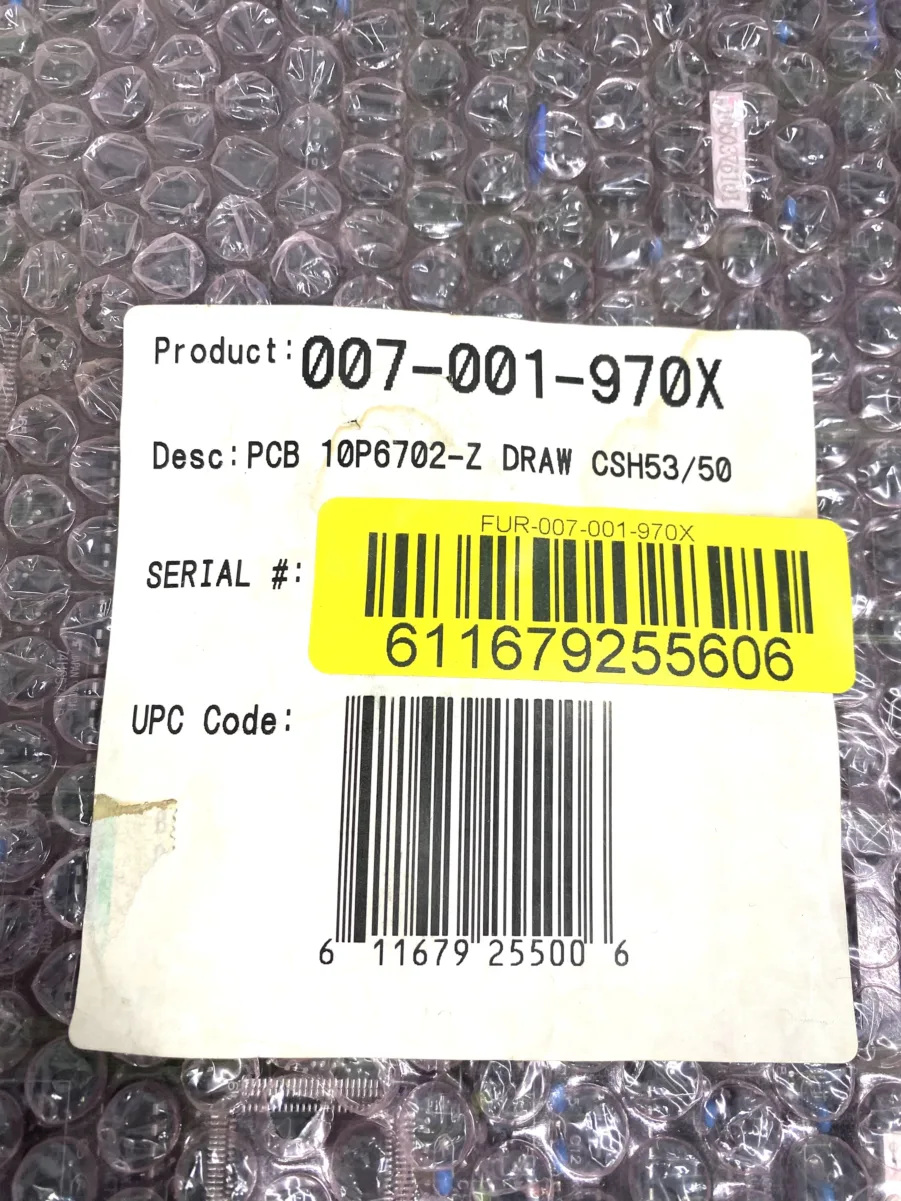 Product: 007-001-970X
Desc: PCB 10P6702-Z DRAW CSH53/50
FUR-007-001-970X
SERIAL #:
611679255606
UPC Code:
6 11679 25500 6